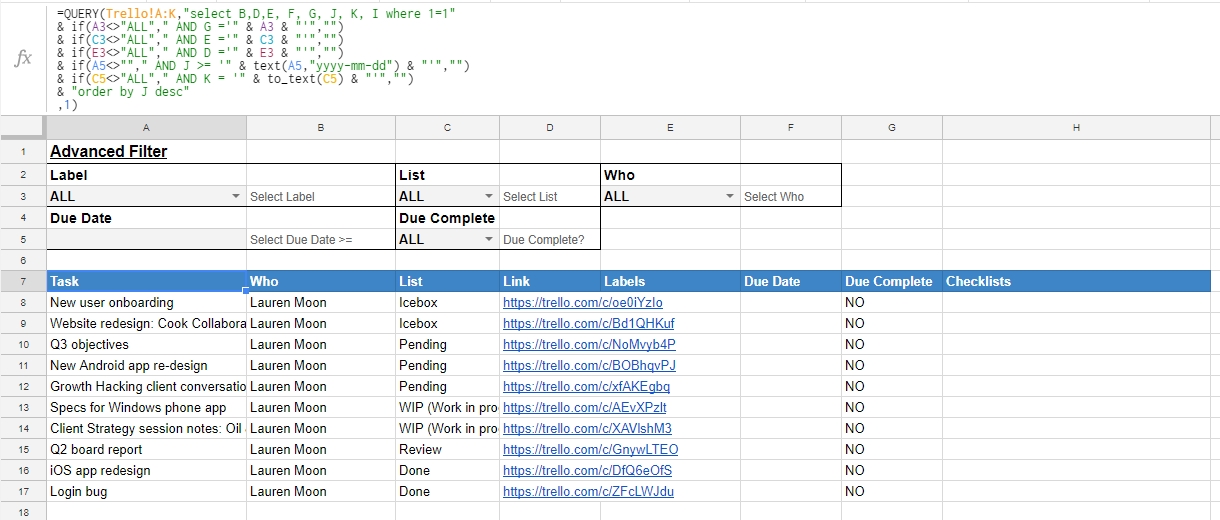 =QUERY(Trello!A:K,"select B,D,E, F, G, J, K, I where 1=1"
& if(A3<>"ALL"," AND G ='" & A3 & "'","")
& if(C3<>"ALL"," AND E ='" & C3 & "'","")
& if(E3<>"ALL"," AND D ='" & E3 & "'","")
& if(A5<>""," AND J >= '" & text(A5,"yyyy-mm-dd") & "'","")
& if(C5<>"ALL"," AND K = '" & to_text(C5) & "'","")
& "order by J desc"
,1)
fx
A B C D E F G H
1 Advanced Filter
2 Label List Who
3 ALL Select Label ALL Select List ALL Select Who
4 Due Date Due Complete
5 Select Due Date >= ALL Due Complete?
6
7 Task Who List Link Labels Due Date Due Complete Checklists
8 New user onboarding Lauren Moon Icebox https://trello.com/c/oe0iYzIo NO
9 Website redesign: Cook Collabora Lauren Moon Icebox https://trello.com/c/Bd1QHKuf NO
10 Q3 objectives Lauren Moon Pending https://trello.com/c/NoMvyb4P NO
11 New Android app re-design Lauren Moon Pending https://trello.com/c/BOBhqvPJ NO
12 Growth Hacking client conversatio Lauren Moon Pending https://trello.com/c/xfAKEgbq NO
13 Specs for Windows phone app Lauren Moon WIP (Work in pro https://trello.com/c/AEvXPzIt NO
14 Client Strategy session notes: Oil Lauren Moon WIP (Work in pro https://trello.com/c/XAVIshM3 NO
15 Q2 board report Lauren Moon Review https://trello.com/c/GnywLTEO NO
16 iOS app redesign Lauren Moon Done https://trello.com/c/DfQ6eOfS NO
17 Login bug Lauren Moon Done https://trello.com/c/ZFcLWJdu NO
18